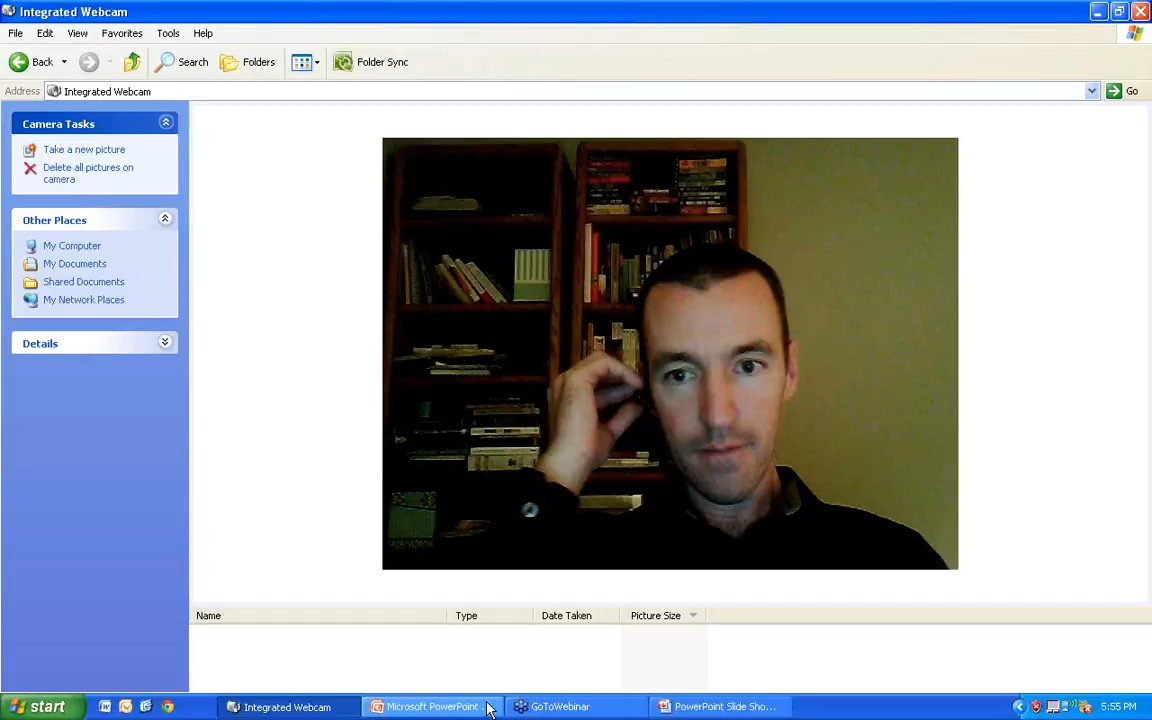 Integrated Webcam
File Edit View Favorites Tools Help
Back Search Folders Folder Sync
Address Integrated Webcam Go
Camera Tasks
Take a new picture
Delete all pictures on
camera
Other Places
My Computer
My Documents
Shared Documents
My Network Places
Details
Name Type Date Taken Picture Size
start Integrated Webcam Microsoft PowerPoint ... GoToWebinar PowerPoint Slide Sho... 5:55 PM